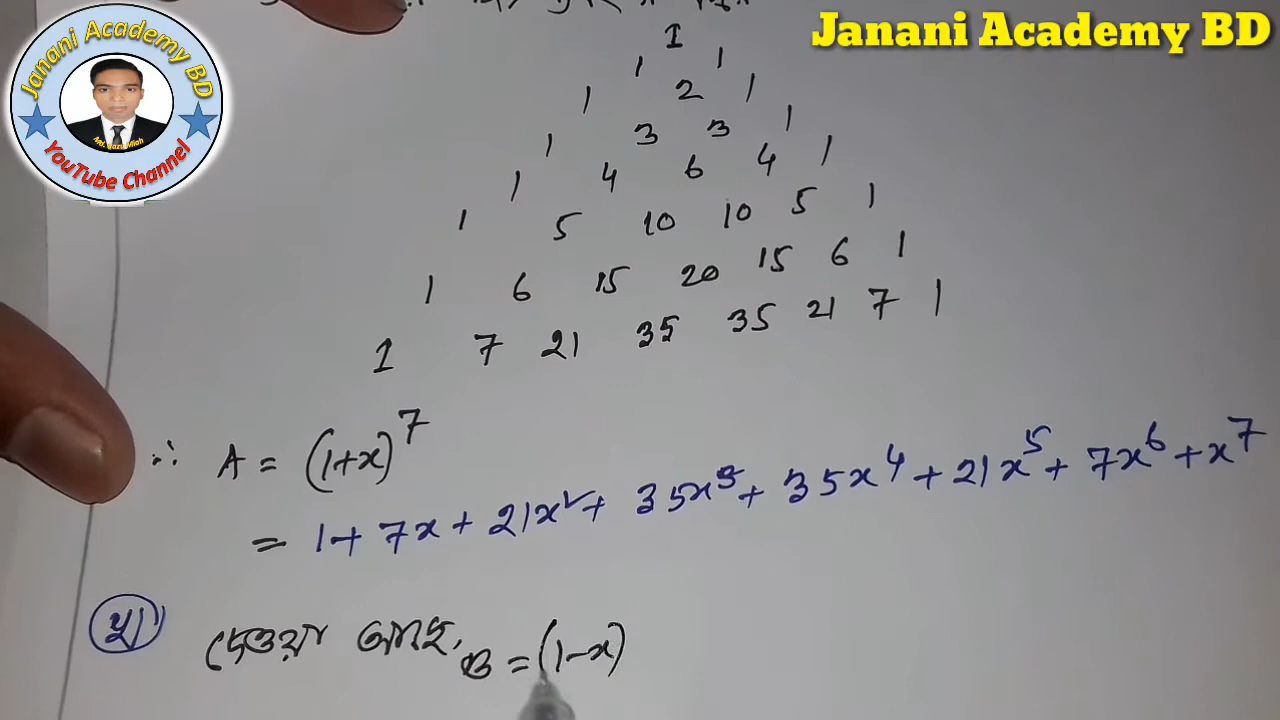 Janani Academy BD
Janani Academy BD
YouTube Channel
1
1 1
1 2 1
1 3 3 1
1 4 6 4 1
1 5 10 10 5 1
1 6 15 20 15 6 1
1 7 21 35 35 21 7 1
∴ A = (1+x)⁷
= 1 + 7x + 21x² + 35x³ + 35x⁴ + 21x⁵ + 7x⁶ + x⁷
দেওয়া আছে, B = (1-x)